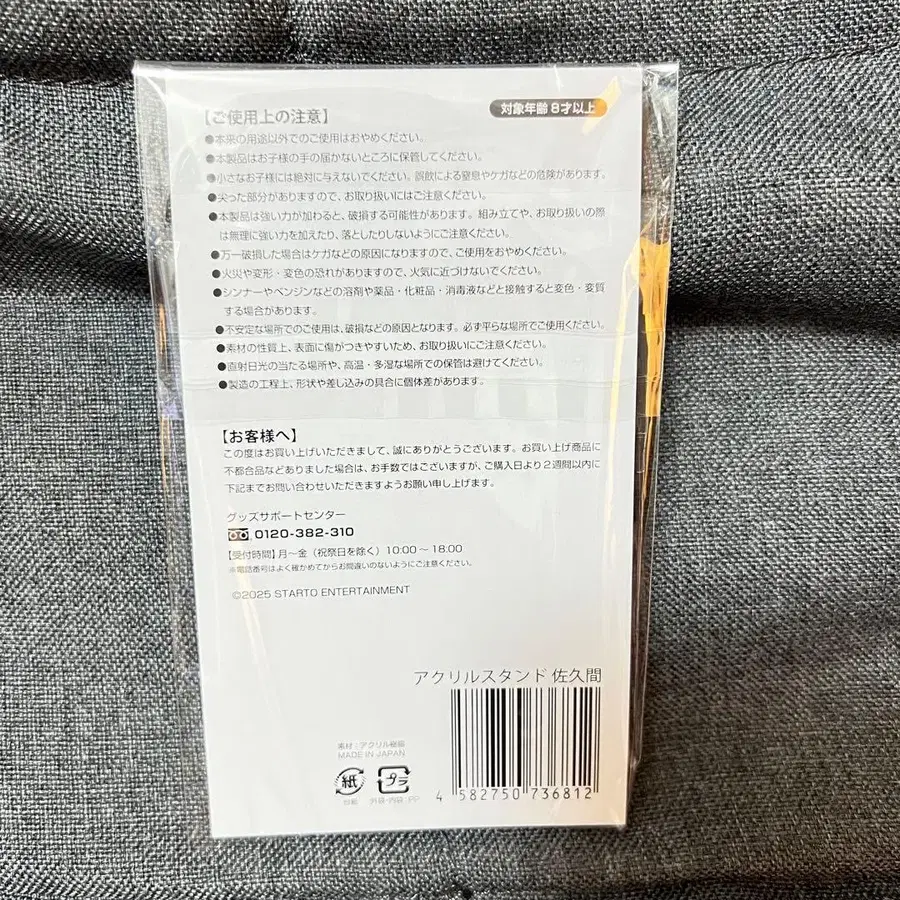 【ご使用上の注意】
対象年齢 8才以上
●本来の用途以外でのご使用はおやめください。
●本製品はお子様の手の届かないところに保管してください。
●小さなお子様には絶対に与えないでください。誤飲による窒息やケガなどの危険があります。
●尖った部分がありますので、お取り扱いにはご注意ください。
●本製品は強い力が加わると、破損する可能性があります。組み立てや、お取り扱いの際
は無理に強い力を加えたり、落としたりしないようにご注意ください。
●万一破損した場合はケガなどの原因になりますので、ご使用をおやめください。
●火災や変形・変色の恐れがありますので、火気に近づけないでください。
●シンナーやベンジンなどの溶剤や薬品・化粧品・消毒液などと接触すると変色・変質
する場合があります。
●不安定な場所でのご使用は、破損などの原因となります。必ず平らな場所でご使用ください。
●素材の性質上、表面に傷がつきやすいため、お取り扱いにご注意ください。
●直射日光の当たる場所や、高温・多湿な場所での保管は避けてください。
●製造の工程上、形状や差し込みの具合に個体差があります。
【お客様へ】
この度はお買い上げいただきまして、誠にありがとうございます。お買い上げ商品に
不都合品などありました場合は、お手数ではございますが、ご購入日より2週間以内に
下記までお問い合わせいただきますようお願い申し上げます。
グッズサポートセンター
0120-382-310
【受付時間】月～金（祝祭日を除く）10:00～18:00
※電話番号はよく確かめてからお間違いのないようにご注意ください。
©2025 STARTO ENTERTAINMENT
アクリルスタンド 佐久間
素材：アクリル樹脂
MADE IN JAPAN
紙
プラ
台紙
外袋・内袋：PP
4 582750 736812